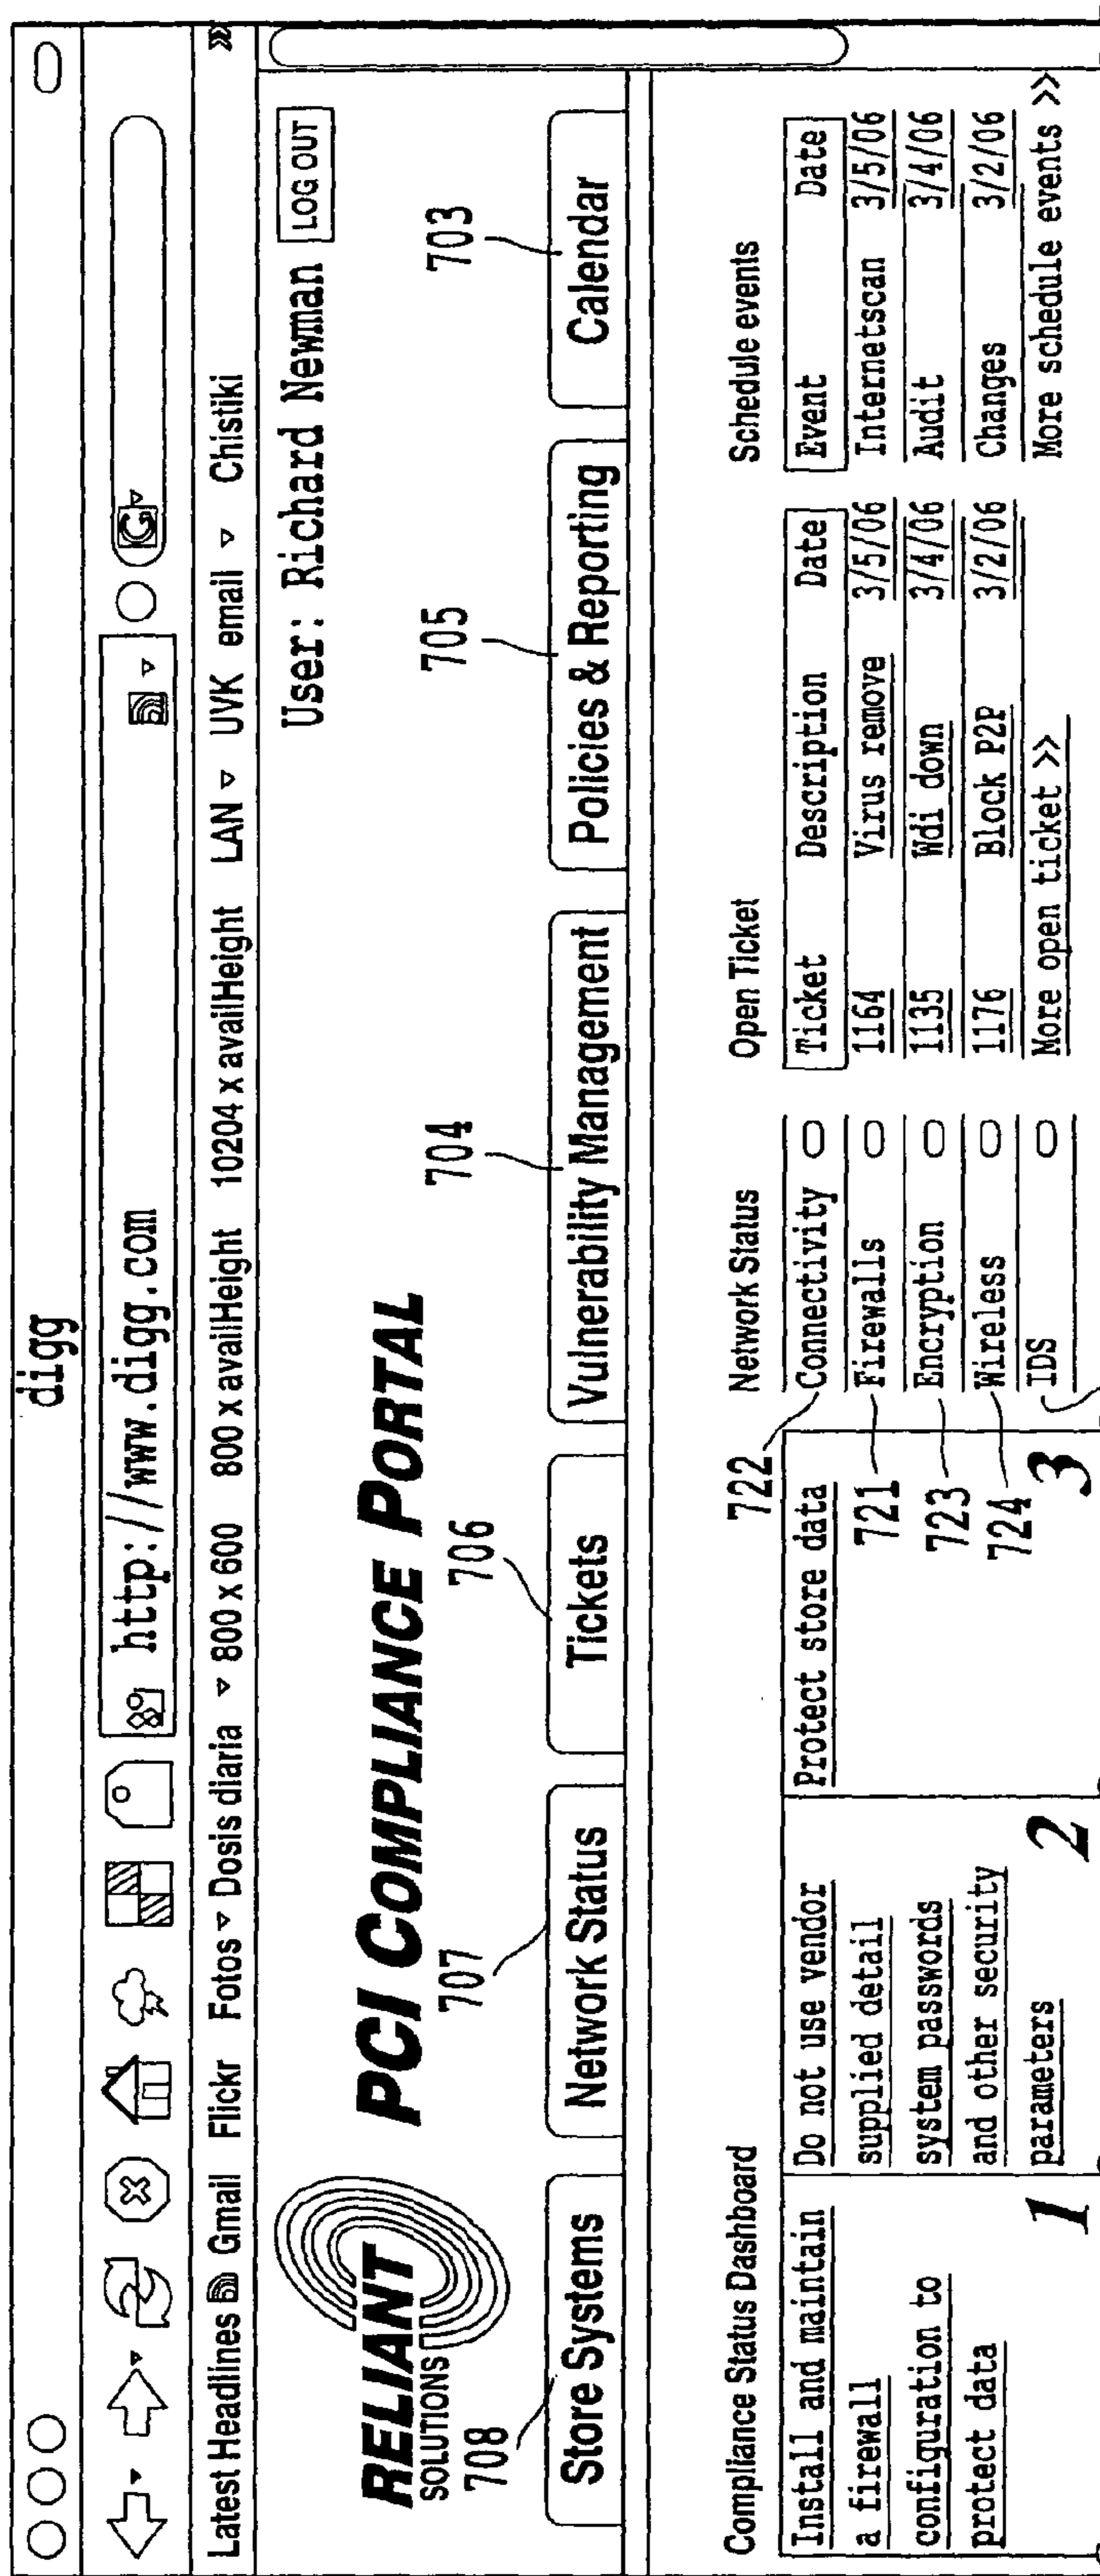 digg
http://www.digg.com
G
Latest Headlines Gmail Flickr Fotos Dosis diaria 800 x 600 800 x availHeight 10204 x availHeight LAN UVK email Chistiki »
User: Richard Newman LOG OUT
RELIANT
SOLUTIONS
PCI COMPLIANCE PORTAL
708 707 706 704 705 703
Store Systems Network Status Tickets Vulnerability Management Policies & Reporting Calendar
Compliance Status Dashboard
Install and maintain
a firewall
configuration to
protect data
1
Do not use vendor
supplied detail
system passwords
and other security
parameters
2
Protect store data
3
Network Status
722 Connectivity
721 Firewalls
723 Encryption
724 Wireless
IDS
Open Ticket
Ticket Description Date
1164 Virus remove 3/5/06
1135 Wdi down 3/4/06
1176 Block P2P 3/2/06
More open ticket >>
Schedule events
Event Date
Internetscan 3/5/06
Audit 3/4/06
Changes 3/2/06
More schedule events >>